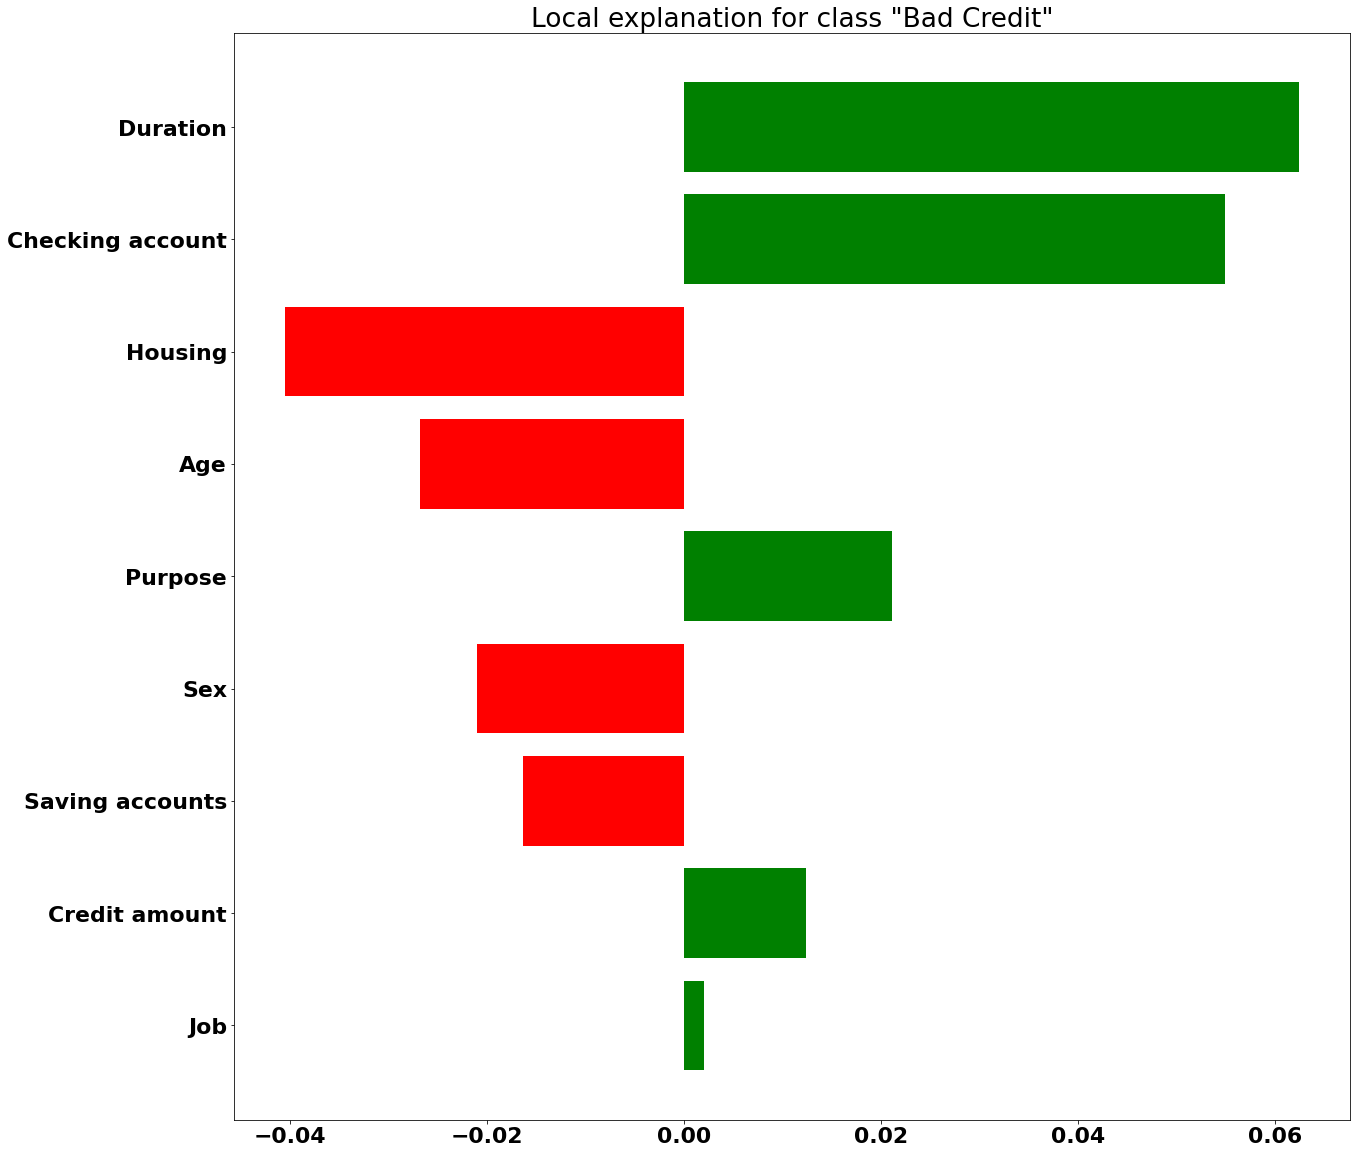 Local explanation for class "Bad Credit"
Duration
Checking account
Housing
Age
Purpose
Sex
Saving accounts
Credit amount
Job
−0.04 −0.02 0.00 0.02 0.04 0.06